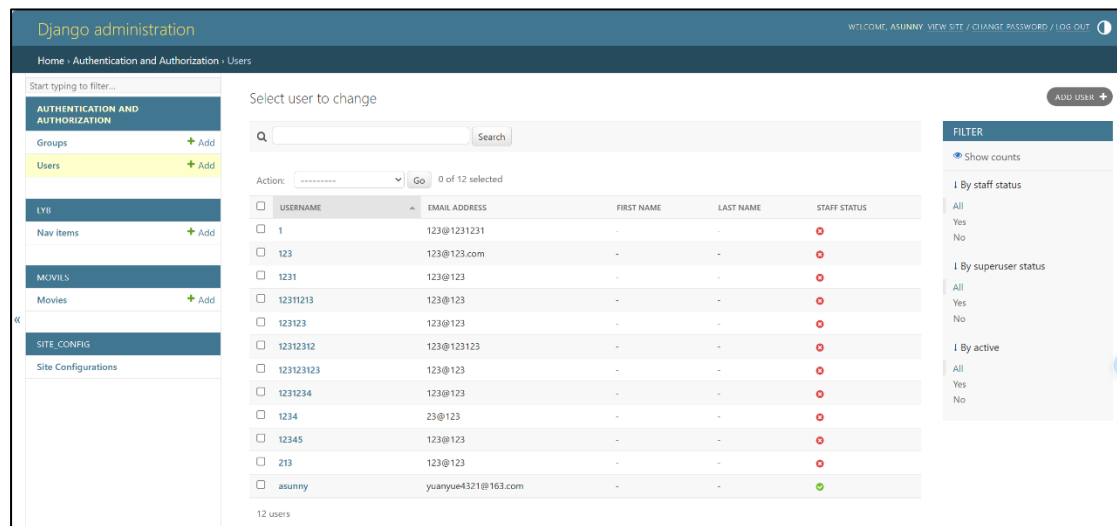 Django administration
WELCOME, ASUNNY. VIEW SITE / CHANGE PASSWORD / LOG OUT
Home › Authentication and Authorization › Users
Start typing to filter...
AUTHENTICATION AND
AUTHORIZATION
Groups + Add
Users + Add
LYB
Nav items + Add
MOVIES
Movies + Add
«
SITE_CONFIG
Site Configurations
Select user to change
ADD USER +
Search
Action: --------- Go 0 of 12 selected
USERNAME EMAIL ADDRESS FIRST NAME LAST NAME STAFF STATUS
1 123@1231231 - -
123 123@123.com - -
1231 123@123 - -
12311213 123@123 - -
123123 123@123 - -
12312312 123@123123 - -
123123123 123@123 - -
1231234 123@123 - -
1234 23@123 - -
12345 123@123 - -
213 123@123 - -
asunny yuanyue4321@163.com - -
12 users
FILTER
Show counts
↓ By staff status
All
Yes
No
↓ By superuser status
All
Yes
No
↓ By active
All
Yes
No